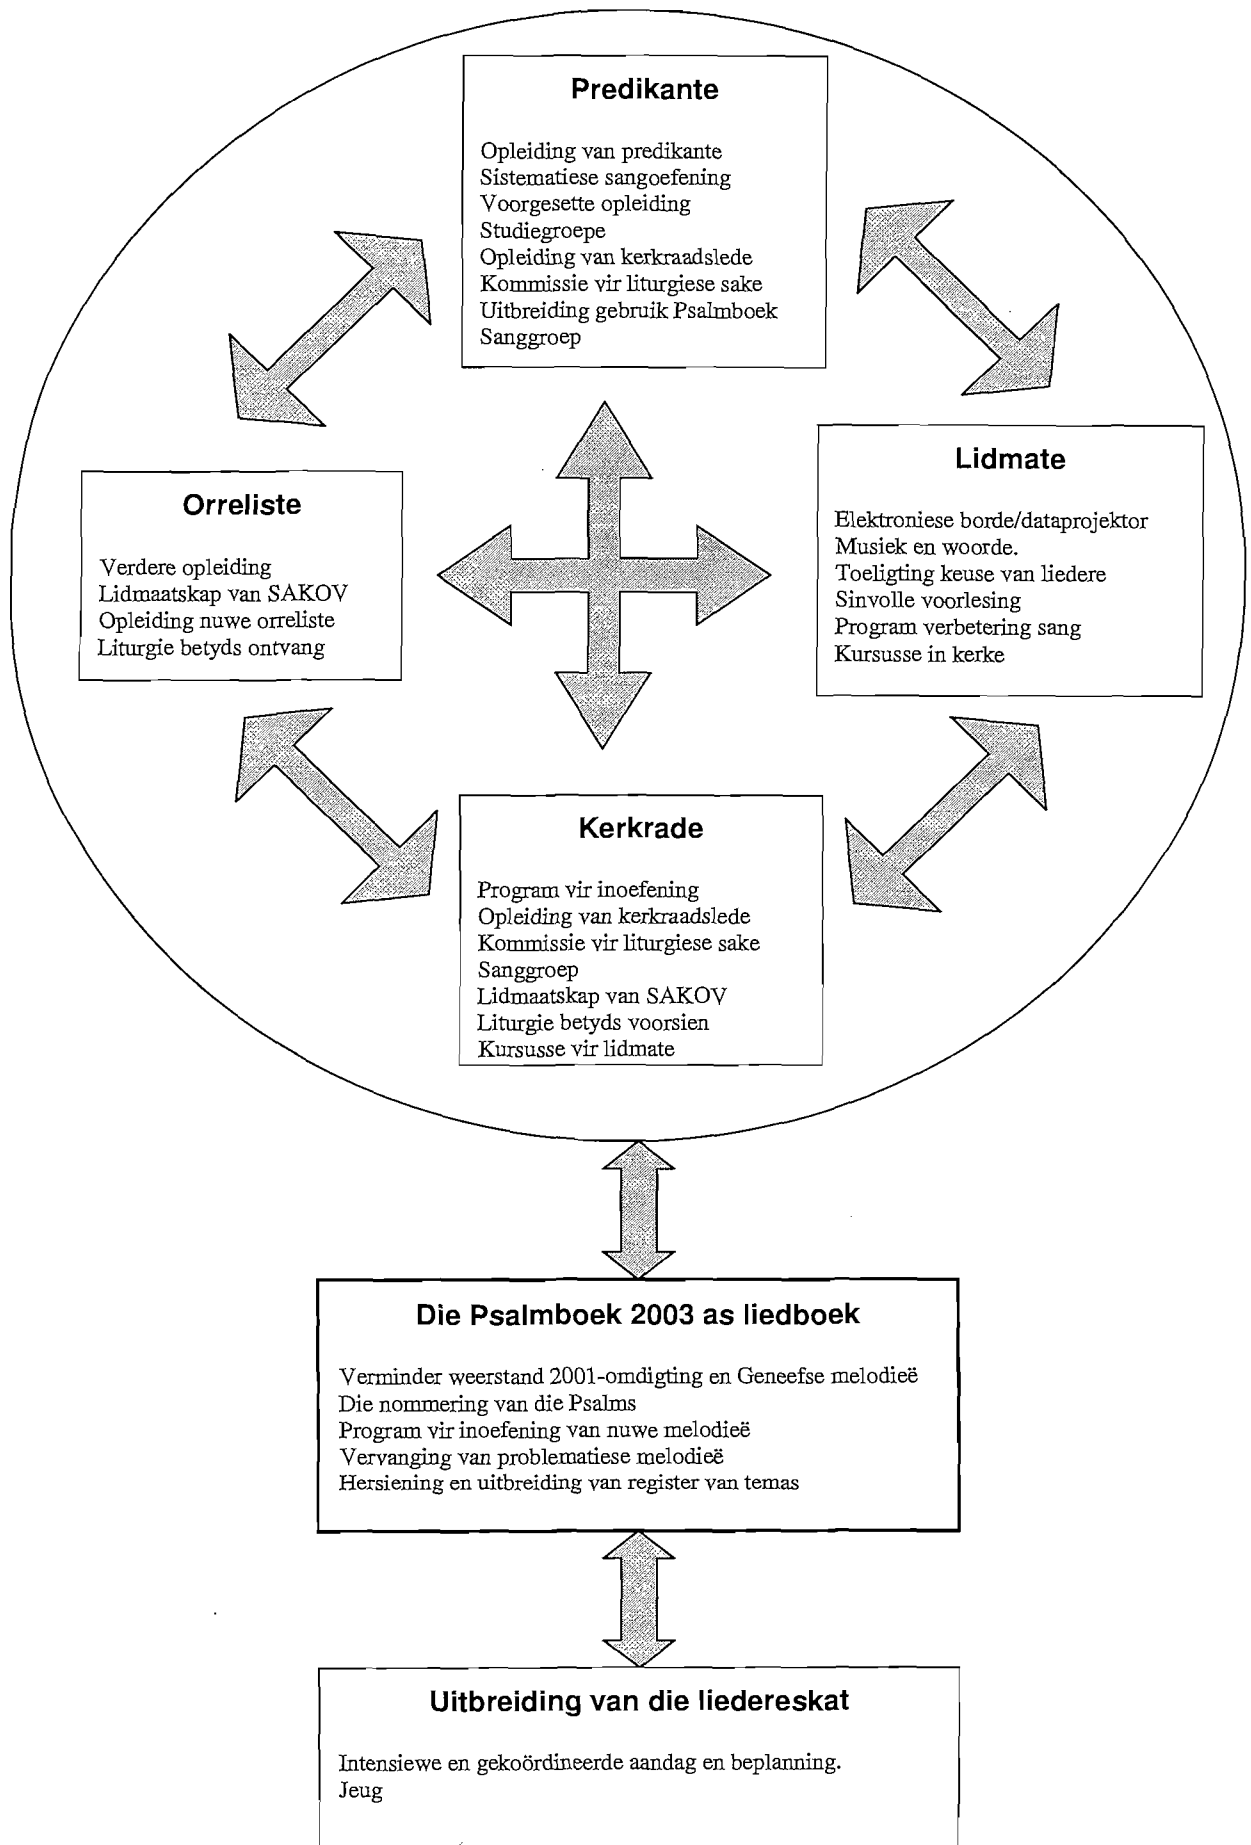 Predikante
Opleiding van predikante
Sistematiese sangoefening
Voorgesette opleiding
Studiegroepe
Opleiding van kerkraadslede
Kommissie vir liturgiese sake
Uitbreiding gebruik Psalmboek
Sanggroep
Orreliste
Verdere opleiding
Lidmaatskap van SAKOV
Opleiding nuwe orreliste
Liturgie betyds ontvang
Lidmate
Elektroniese borde/dataprojektor
Musiek en woorde.
Toeligting keuse van liedere
Sinvolle voorlesing
Program verbetering sang
Kursusse in kerke
Kerkrade
Program vir inoefening
Opleiding van kerkraadslede
Kommissie vir liturgiese sake
Sanggroep
Lidmaatskap van SAKOV
Liturgie betyds voorsien
Kursusse vir lidmate
Die Psalmboek 2003 as liedboek
Verminder weerstand 2001-omdigting en Geneefse melodieë
Die nommering van die Psalms
Program vir inoefening van nuwe melodieë
Vervanging van problematiese melodieë
Hersiening en uitbreiding van register van temas
Uitbreiding van die liedereskat
Intensiewe en gekoördineerde aandag en beplanning.
Jeug